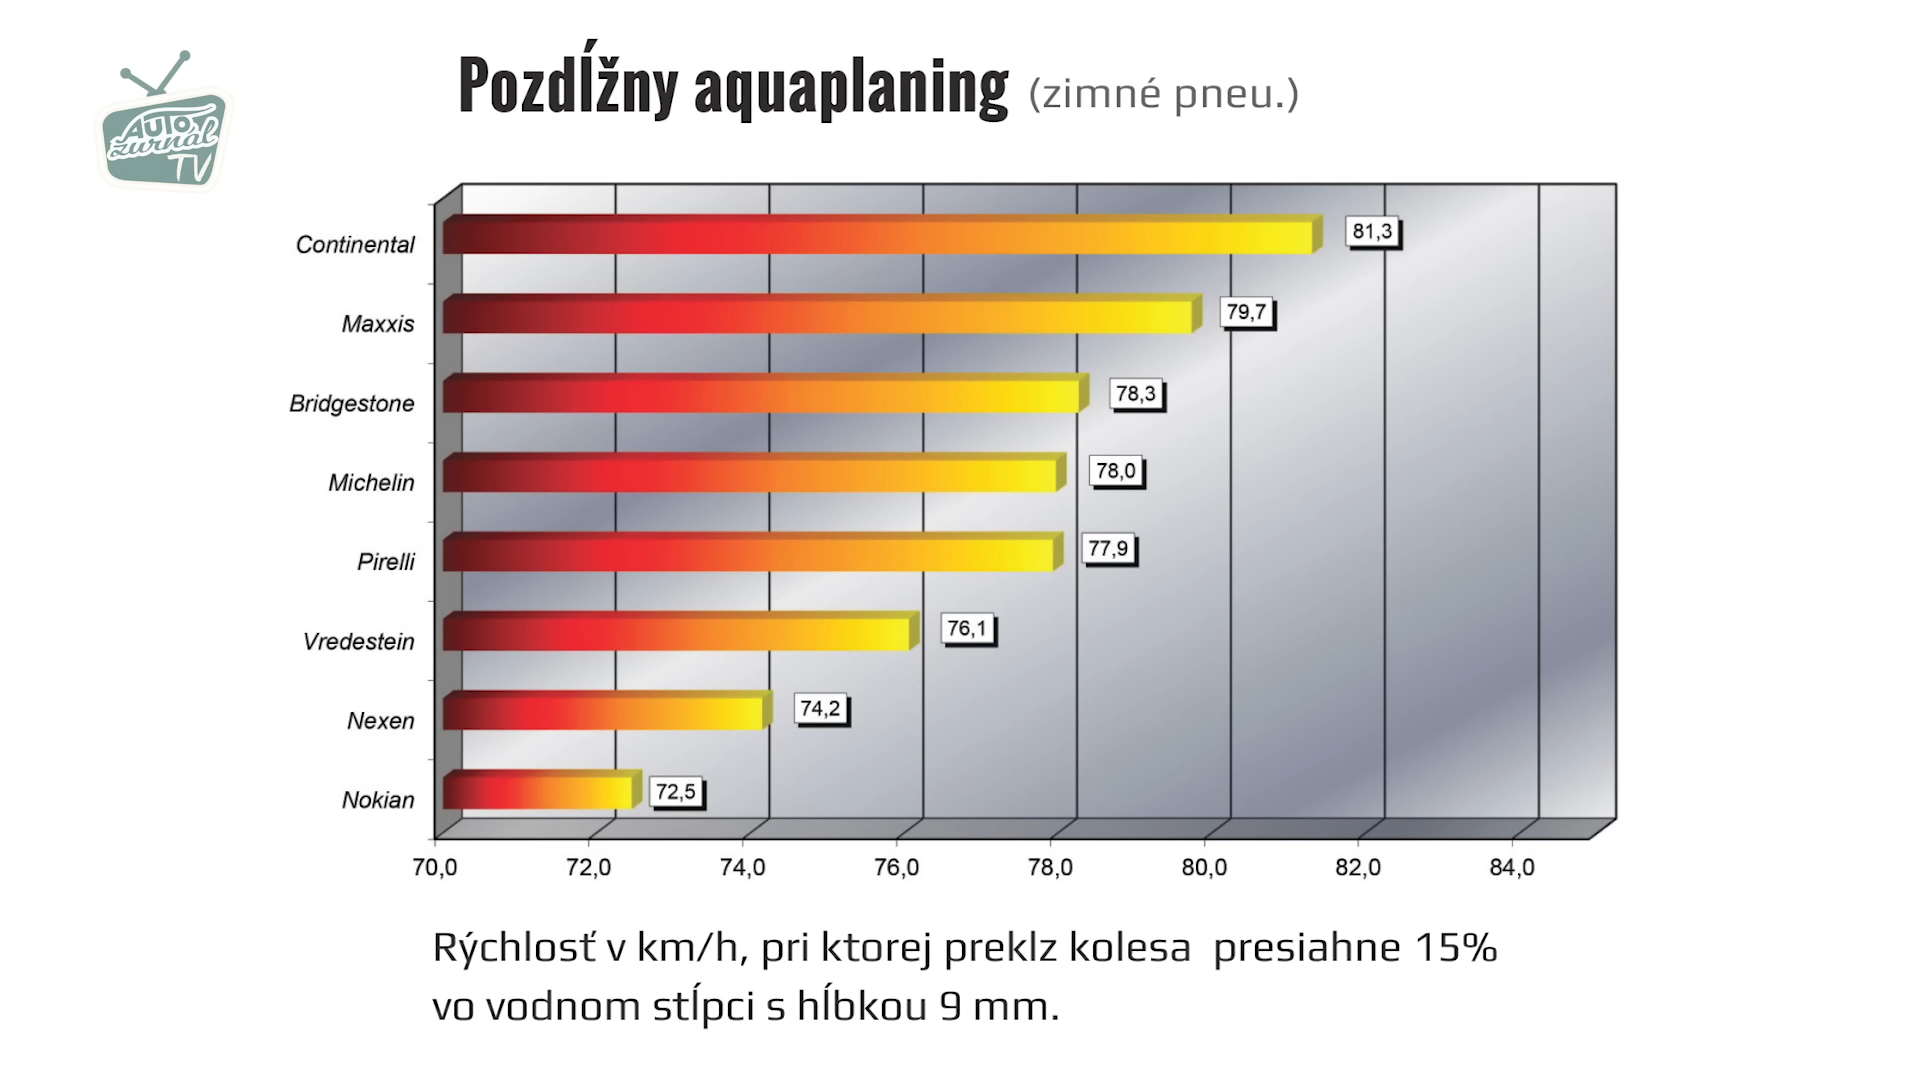 Auto
žurnál
TV
Pozdĺžny aquaplaning (zimné pneu.)
Continental 81,3
Maxxis 79,7
Bridgestone 78,3
Michelin 78,0
Pirelli 77,9
Vredestein 76,1
Nexen 74,2
Nokian 72,5
70,0 72,0 74,0 76,0 78,0 80,0 82,0 84,0
Rýchlosť v km/h, pri ktorej preklz kolesa presiahne 15%
vo vodnom stĺpci s hĺbkou 9 mm.